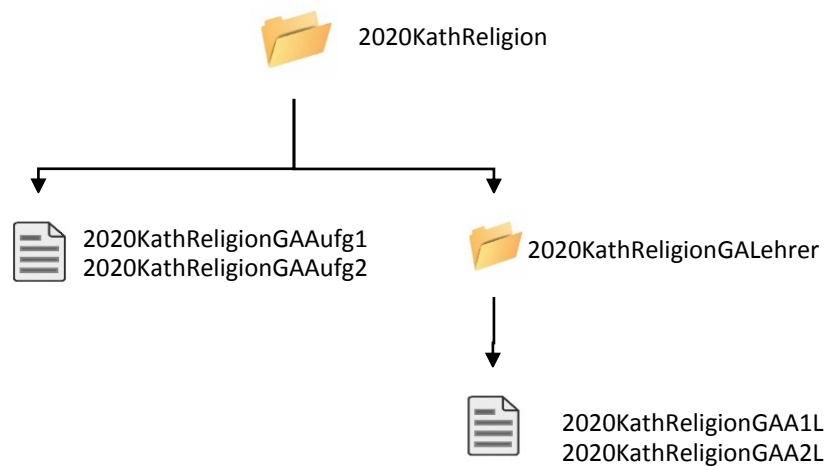 2020KathReligion
2020KathReligionGAAufg1
2020KathReligionGAAufg2
2020KathReligionGALehrer
2020KathReligionGAA1L
2020KathReligionGAA2L